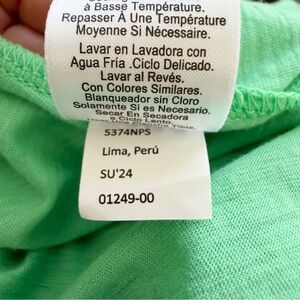 à Basse Température.
Repasser À Une Température
Moyenne Si Nécessaire.
Lavar en Lavadora con
Agua Fría .Ciclo Delicado.
Lavar al Revés.
Con Colores Similares.
Blanqueador sin Cloro
Solamente Si es Necesario.
Secar En Secadora
a Ciclo Lento.
5374NPS
Lima, Perú
SU'24
01249-00